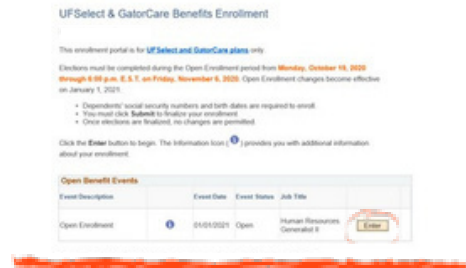 UFSelect & GatorCare Benefits Enrollment
This enrollment portal is for UFSelect and GatorCare plans only.
Elections must be completed during the Open Enrollment period from Monday, October 19, 2020
through 6:00 p.m. E.S.T. on Friday, November 6, 2020. Open Enrollment changes become effective
on January 1, 2021.
• Dependents' social security numbers and birth dates are required to enroll.
• You must click Submit to finalize your enrollment.
• Once elections are finalized, no changes are permitted.
Click the Enter button to begin. The Information Icon ( i ) provides you with additional information
about your enrollment.
Open Benefit Events
Event Description Event Date Event Status Job Title
Open Enrollment i 01/01/2021 Open Human Resources Generalist II Enter